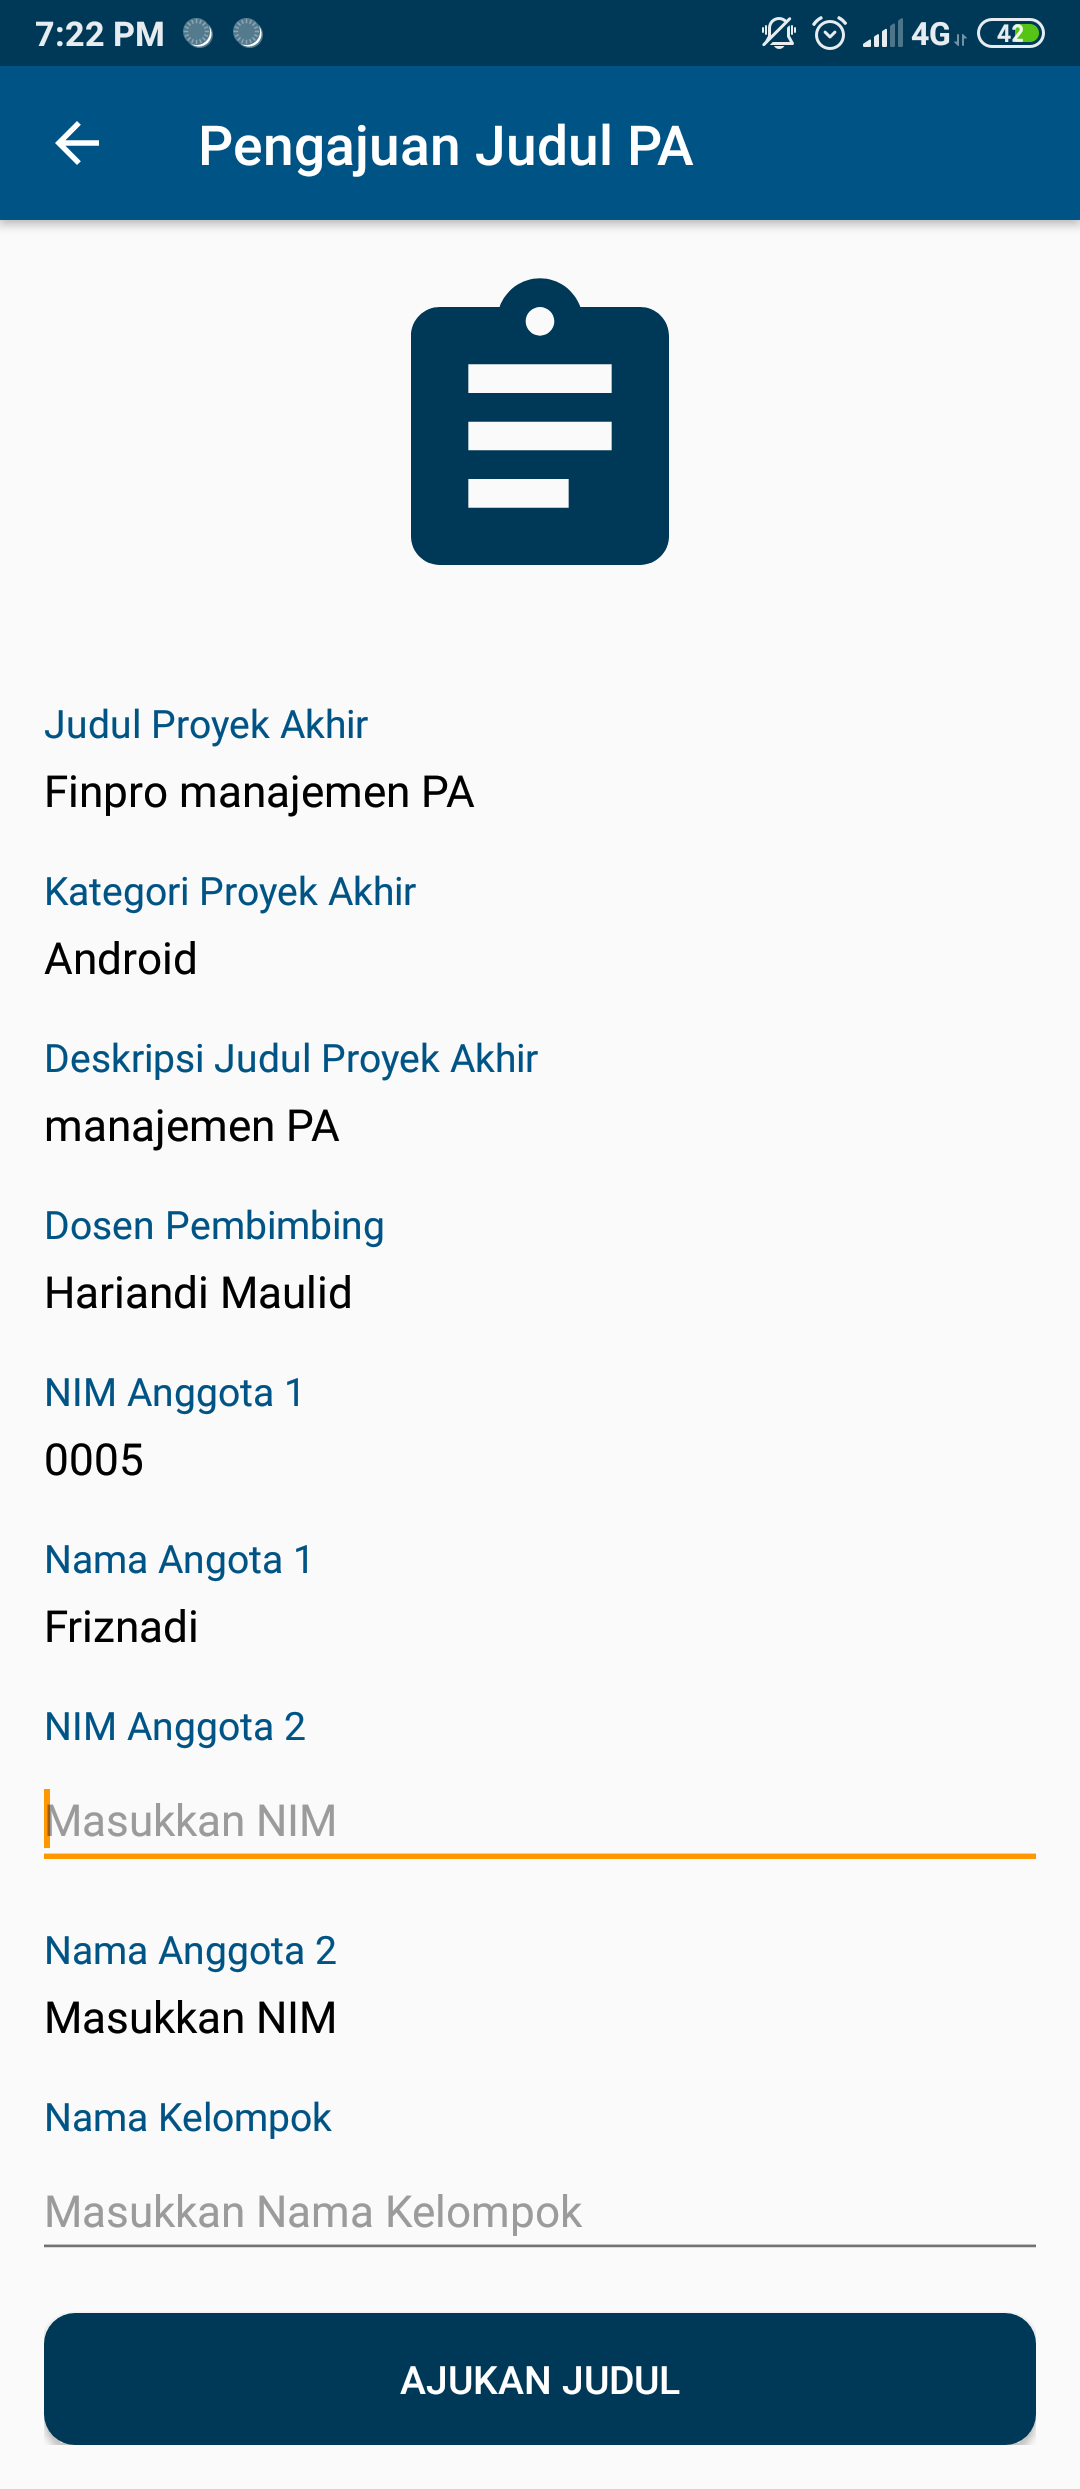 7:22 PM 4G 42
Pengajuan Judul PA
Judul Proyek Akhir
Finpro manajemen PA
Kategori Proyek Akhir
Android
Deskripsi Judul Proyek Akhir
manajemen PA
Dosen Pembimbing
Hariandi Maulid
NIM Anggota 1
0005
Nama Angota 1
Friznadi
NIM Anggota 2
Masukkan NIM
Nama Anggota 2
Masukkan NIM
Nama Kelompok
Masukkan Nama Kelompok
AJUKAN JUDUL